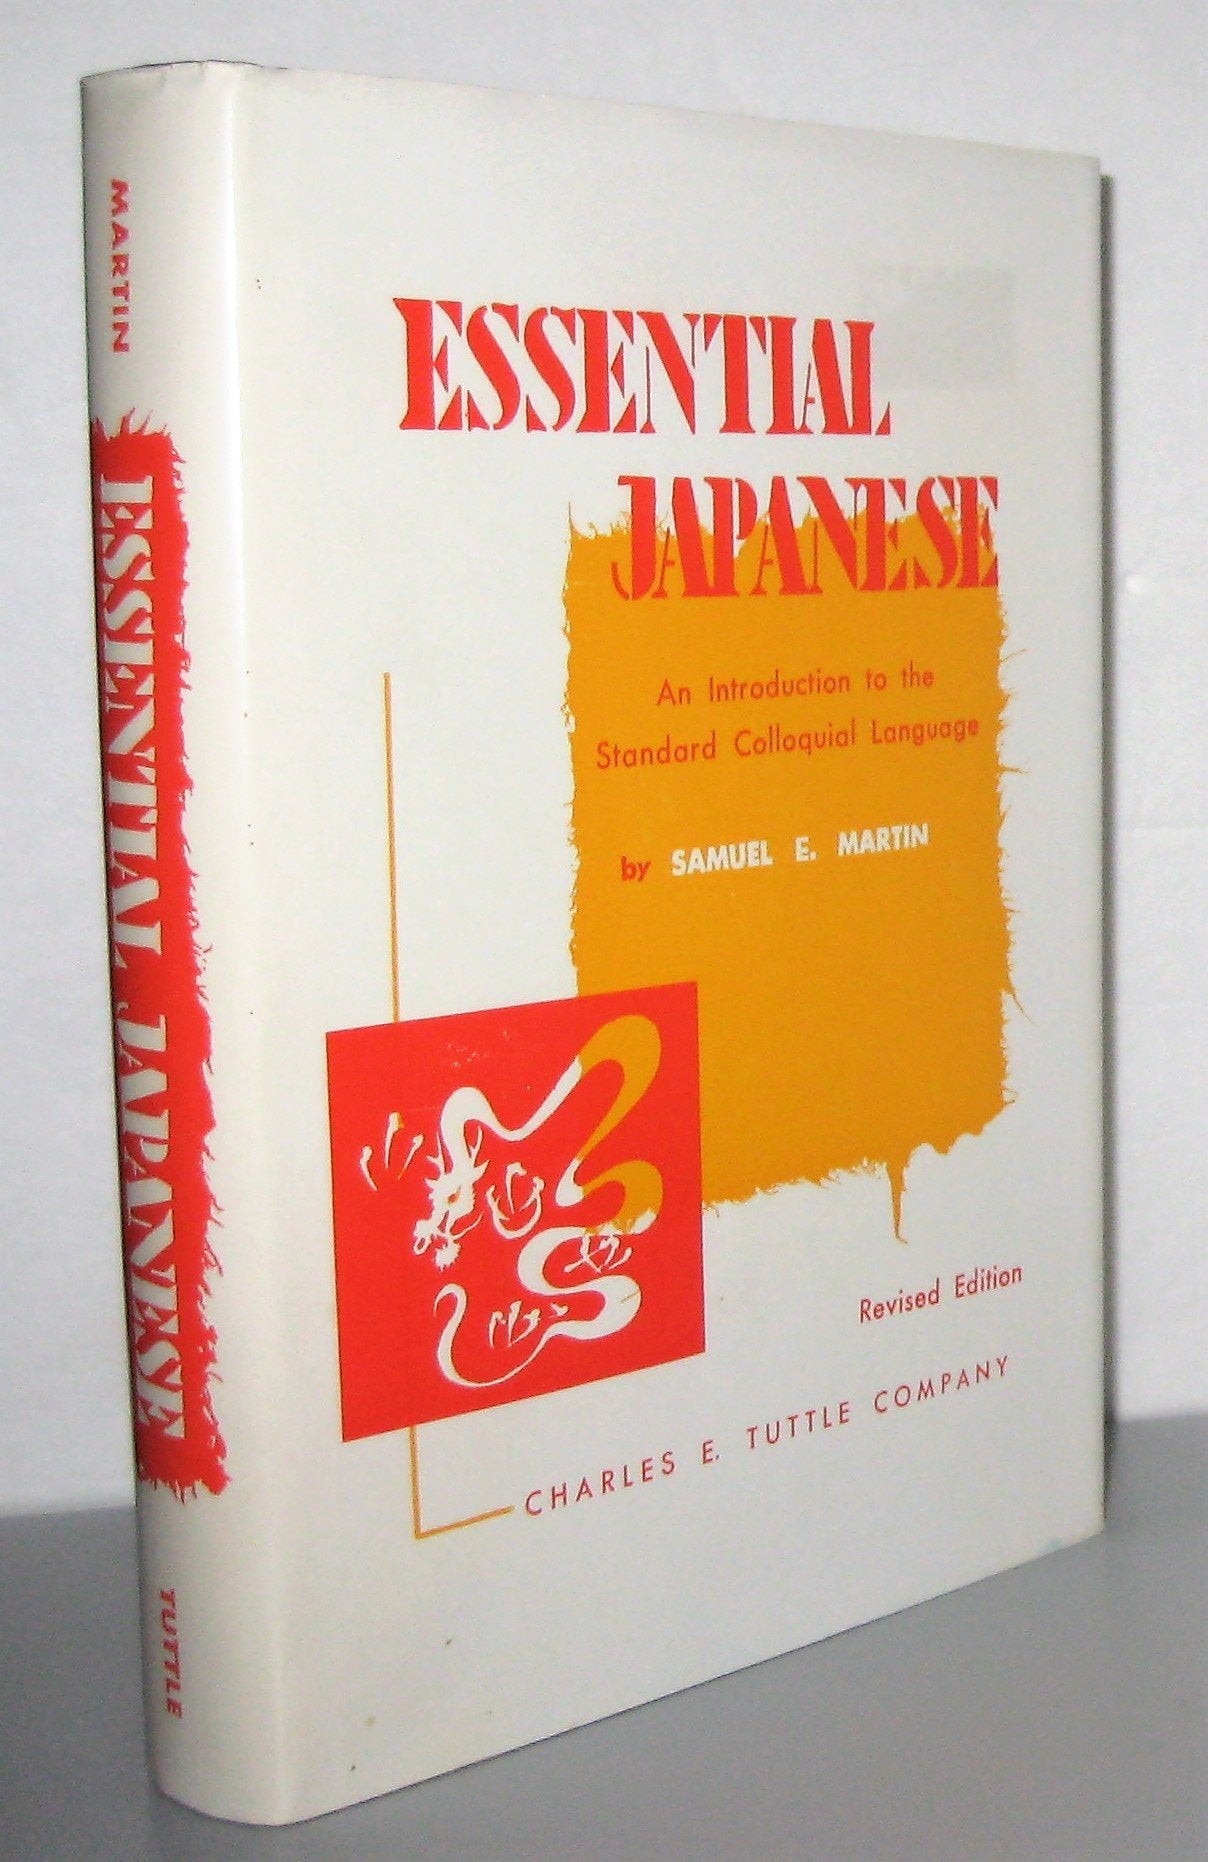 MARTIN
ESSENTIAL JAPANESE
TUTTLE
ESSENTIAL
JAPANESE
An Introduction to the
Standard Colloquial Language
by SAMUEL E. MARTIN
Revised Edition
CHARLES E. TUTTLE COMPANY